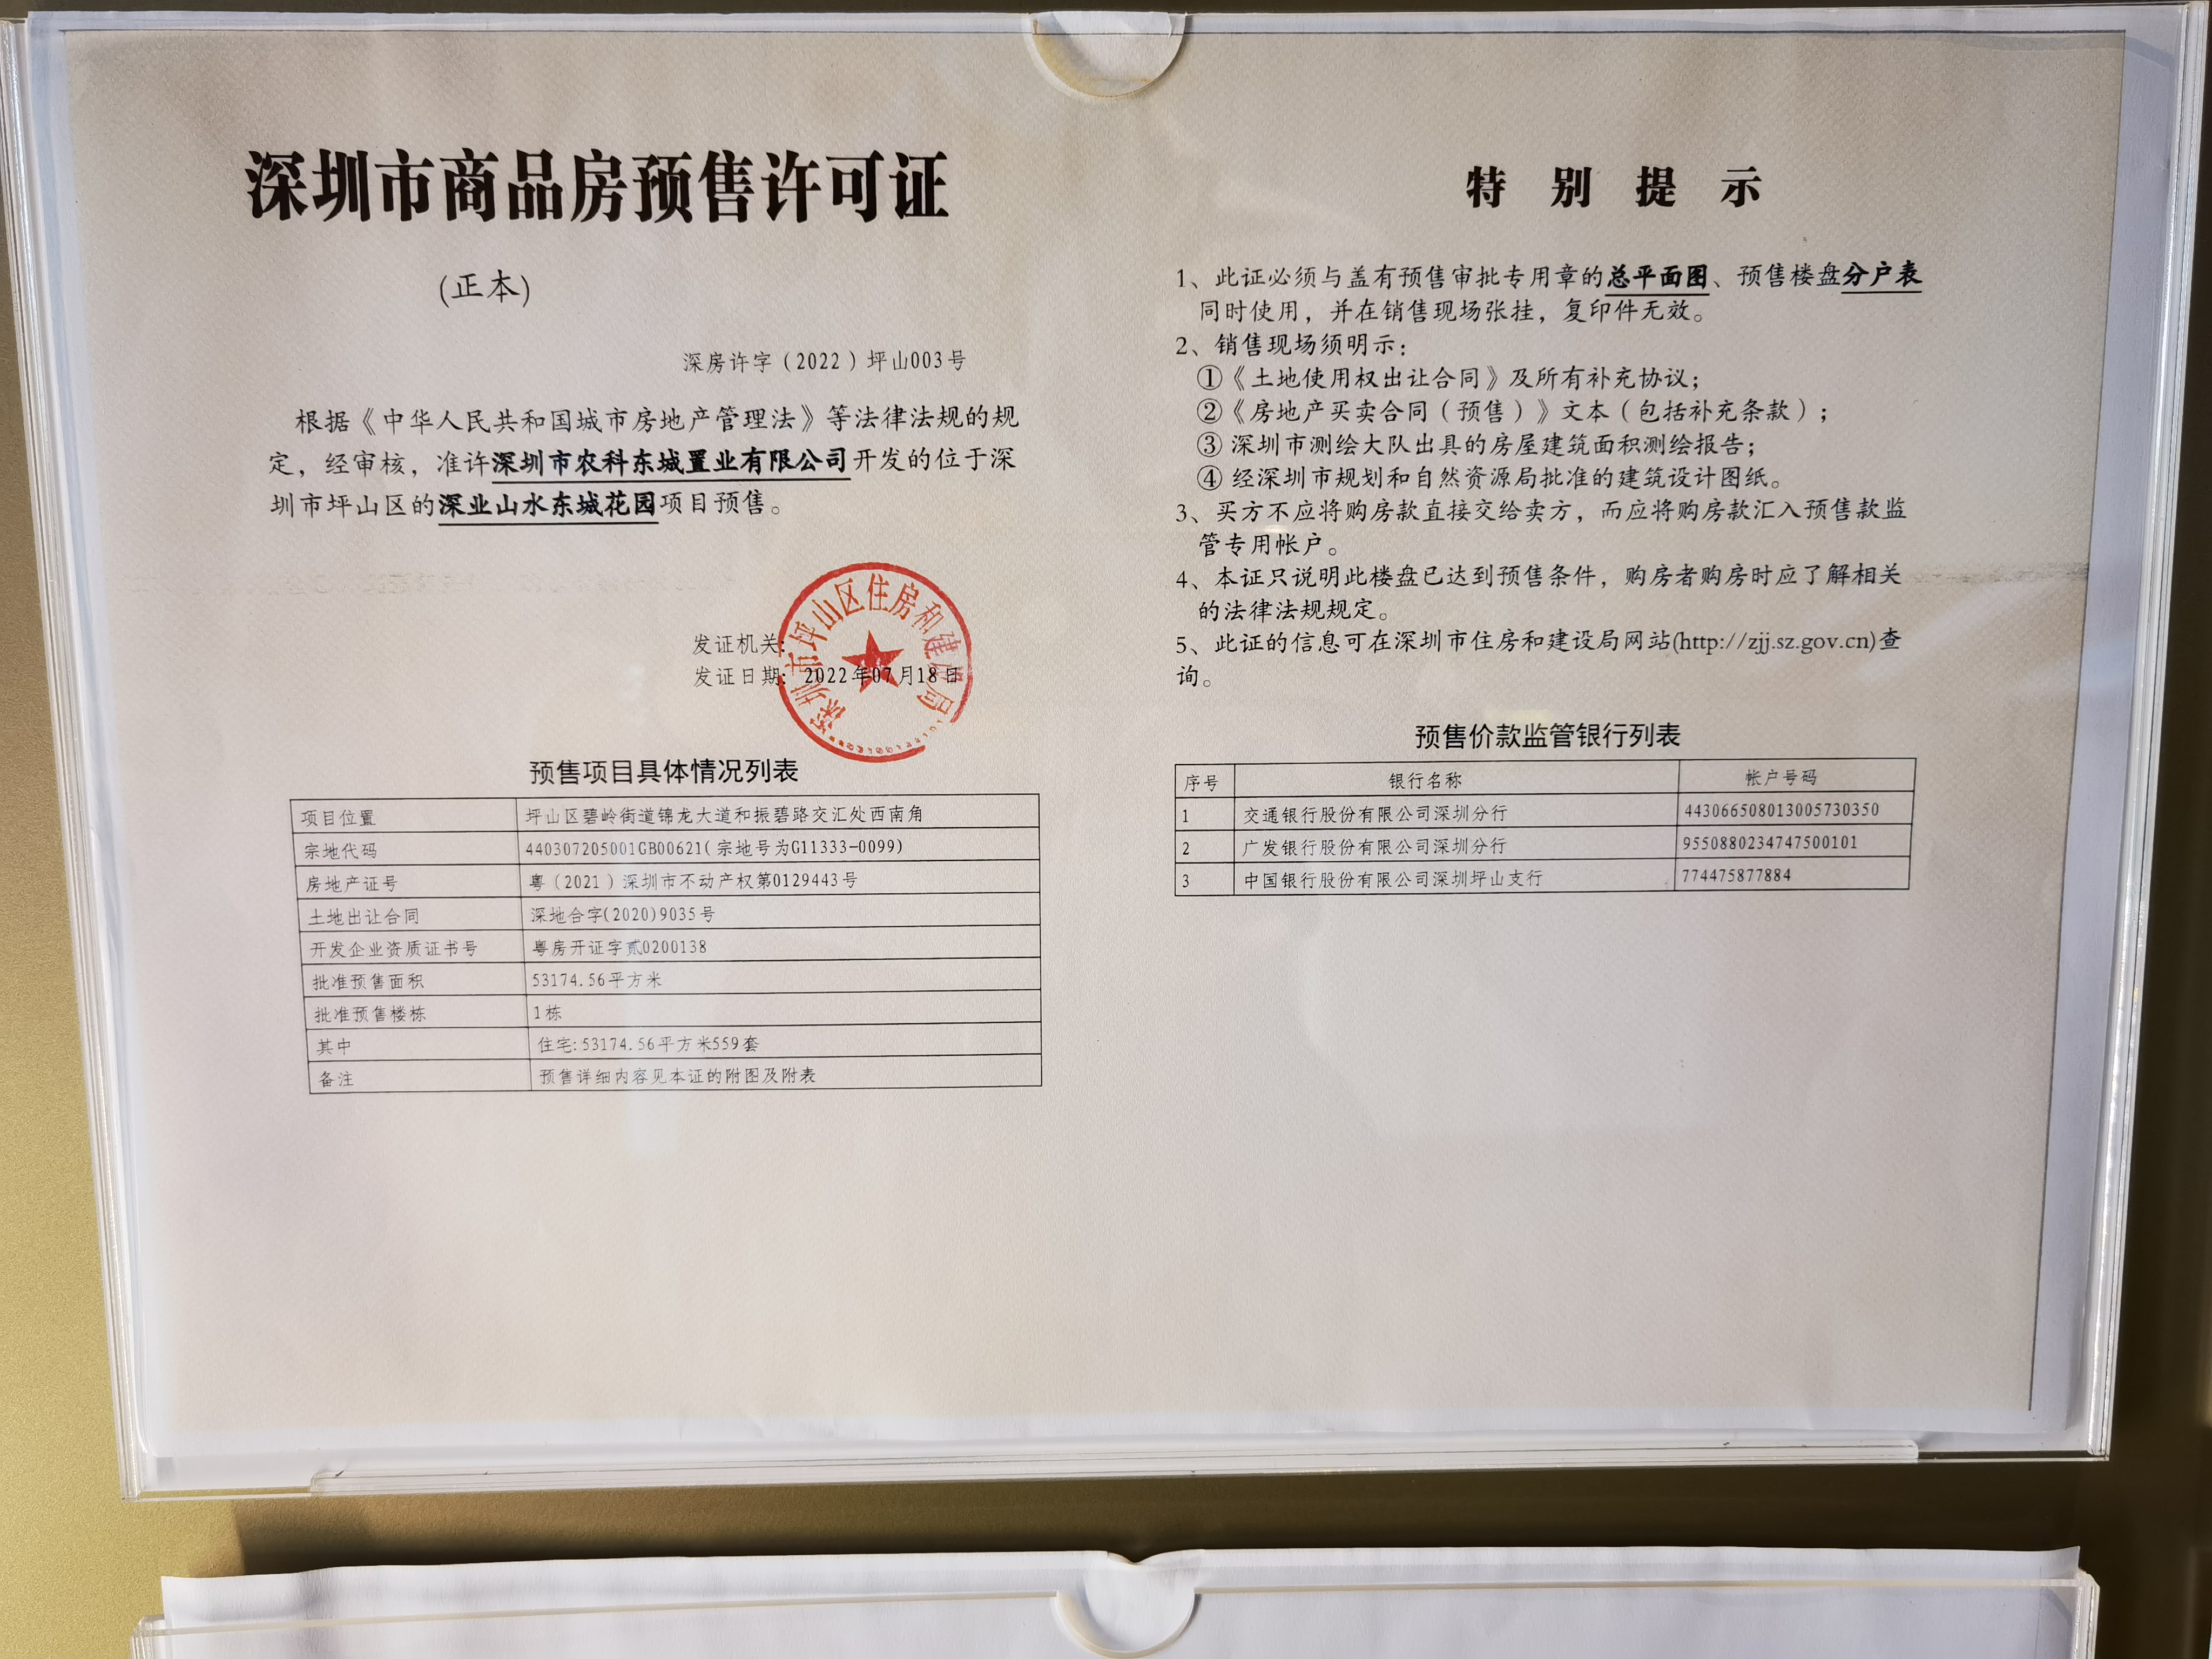 深圳市商品房预售许可证
(正本)
深房许字（2022）坪山003号
根据《中华人民共和国城市房地产管理法》等法律法规的规
定，经审核，准许深圳市农科东城置业有限公司开发的位于深
圳市坪山区的深业山水东城花园项目预售。
深圳市坪山区住房和建设局
发证机关:
发证日期: 2022年07月18日
预售项目具体情况列表
项目位置 坪山区碧岭街道锦龙大道和振碧路交汇处西南角
宗地代码 440307205001GB00621(宗地号为G11333-0099)
房地产证号 粤（2021）深圳市不动产权第0129443号
土地出让合同 深地合字(2020)9035号
开发企业资质证书号 粤房开证字贰0200138
批准预售面积 53174.56平方米
批准预售楼栋 1栋
其中 住宅:53174.56平方米559套
备注 预售详细内容见本证的附图及附表
特别提示
1、此证必须与盖有预售审批专用章的总平面图、预售楼盘分户表
同时使用，并在销售现场张挂，复印件无效。
2、销售现场须明示：
①《土地使用权出让合同》及所有补充协议；
②《房地产买卖合同（预售）》文本（包括补充条款）；
③ 深圳市测绘大队出具的房屋建筑面积测绘报告；
④ 经深圳市规划和自然资源局批准的建筑设计图纸。
3、买方不应将购房款直接交给卖方，而应将购房款汇入预售款监
管专用帐户。
4、本证只说明此楼盘已达到预售条件，购房者购房时应了解相关
的法律法规规定。
5、此证的信息可在深圳市住房和建设局网站(http://zjj.sz.gov.cn)查
询。
预售价款监管银行列表
序号 银行名称 帐户号码
1 交通银行股份有限公司深圳分行 443066508013005730350
2 广发银行股份有限公司深圳分行 9550880234747500101
3 中国银行股份有限公司深圳坪山支行 774475877884